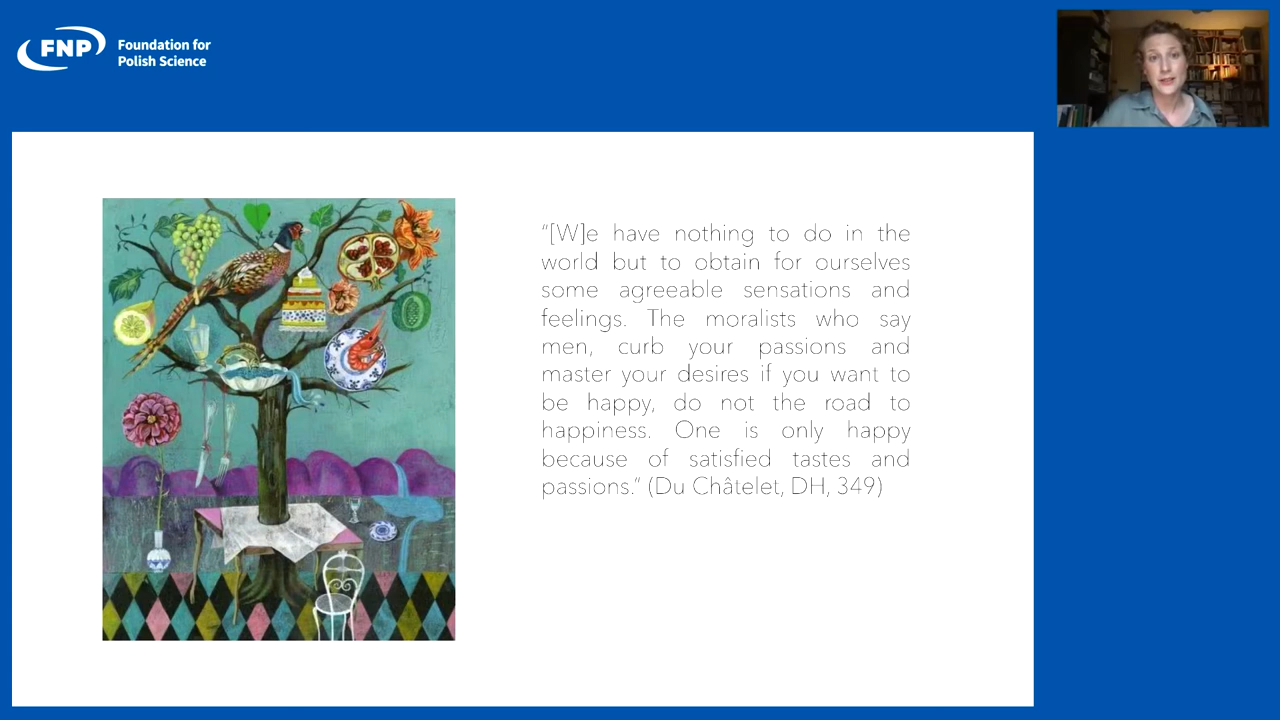 FNP
Foundation for
Polish Science
“[W]e have nothing to do in the
world but to obtain for ourselves
some agreeable sensations and
feelings. The moralists who say
men, curb your passions and
master your desires if you want to
be happy, do not the road to
happiness. One is only happy
because of satisfied tastes and
passions.” (Du Châtelet, DH, 349)